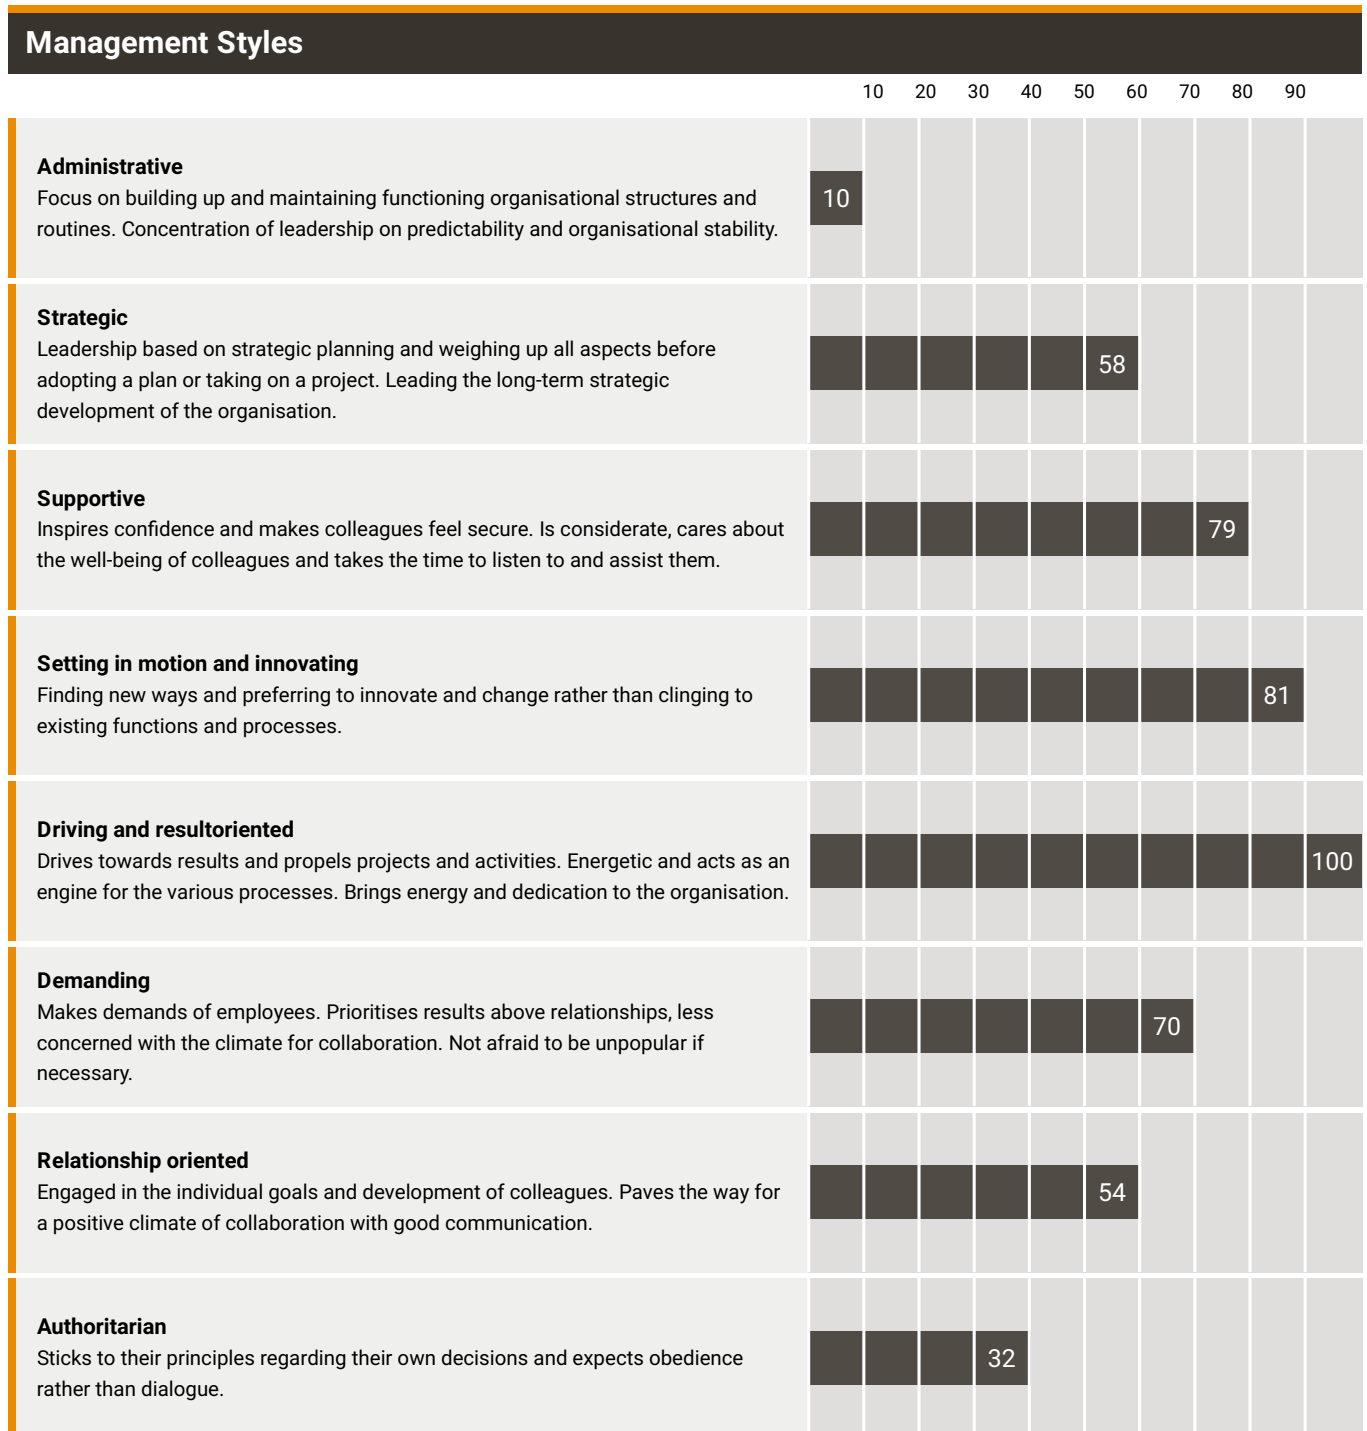 Management Styles
10 20 30 40 50 60 70 80 90
Administrative
Focus on building up and maintaining functioning organisational structures and
routines. Concentration of leadership on predictability and organisational stability.
10
Strategic
Leadership based on strategic planning and weighing up all aspects before
adopting a plan or taking on a project. Leading the long-term strategic
development of the organisation.
58
Supportive
Inspires confidence and makes colleagues feel secure. Is considerate, cares about
the well-being of colleagues and takes the time to listen to and assist them.
79
Setting in motion and innovating
Finding new ways and preferring to innovate and change rather than clinging to
existing functions and processes.
81
Driving and resultoriented
Drives towards results and propels projects and activities. Energetic and acts as an
engine for the various processes. Brings energy and dedication to the organisation.
100
Demanding
Makes demands of employees. Prioritises results above relationships, less
concerned with the climate for collaboration. Not afraid to be unpopular if
necessary.
70
Relationship oriented
Engaged in the individual goals and development of colleagues. Paves the way for
a positive climate of collaboration with good communication.
54
Authoritarian
Sticks to their principles regarding their own decisions and expects obedience
rather than dialogue.
32